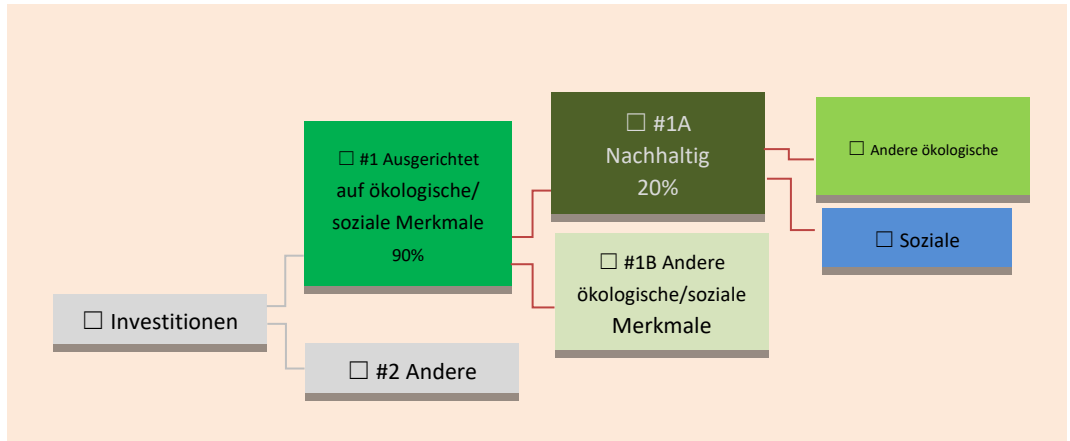 ☐ Investitionen
☐ #1 Ausgerichtet
auf ökologische/
soziale Merkmale
90%
☐ #2 Andere
☐ #1A
Nachhaltig
20%
☐ #1B Andere
ökologische/soziale
Merkmale
☐ Andere ökologische
☐ Soziale